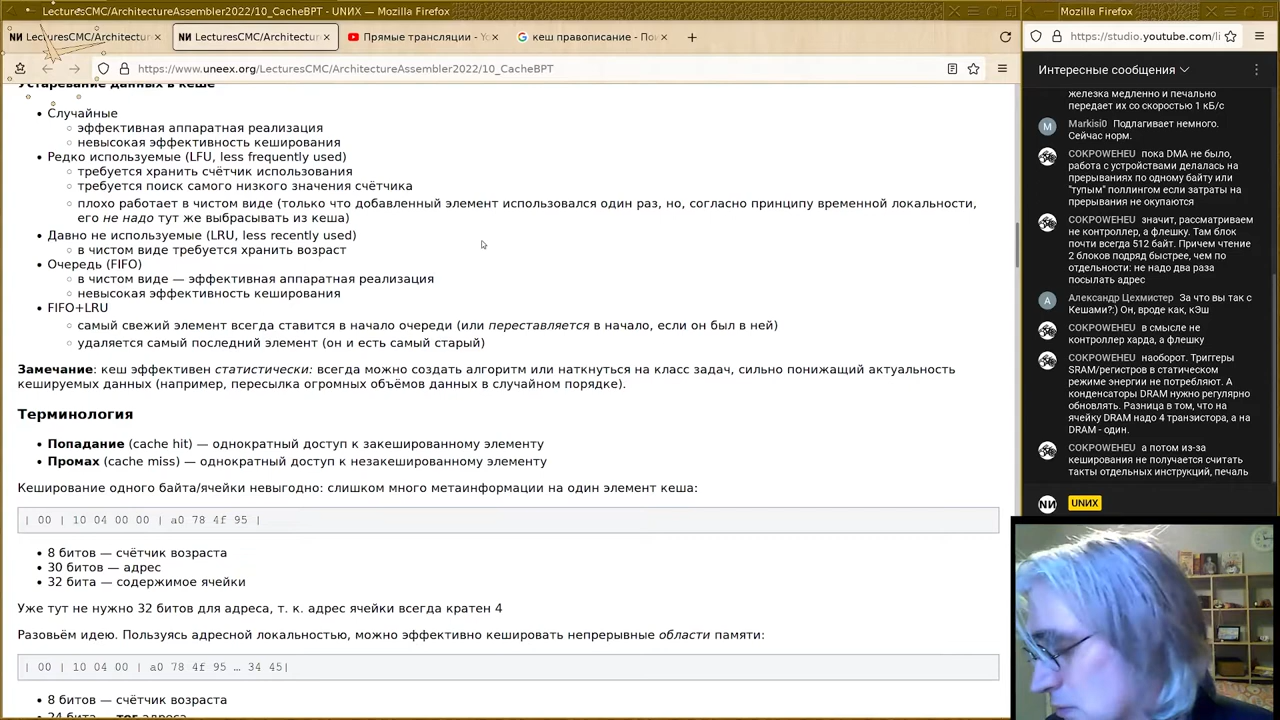 LecturesCMC/ArchitectureAssembler2022/10_CacheBPT - UNИX — Mozilla Firefox
Mozilla Firefox
LecturesCMC/Architectur
LecturesCMC/Architectur
Прямые трансляции - Yo
кеш правописание - По
https://www.uneex.org/LecturesCMC/ArchitectureAssembler2022/10_CacheBPT
Устаревание данных в кеше
Случайные
эффективная аппаратная реализация
невысокая эффективность кеширования
Редко используемые (LFU, less frequently used)
требуется хранить счётчик использования
требуется поиск самого низкого значения счётчика
плохо работает в чистом виде (только что добавленный элемент использовался один раз, но, согласно принципу временной локальности,
его не надо тут же выбрасывать из кеша)
Давно не используемые (LRU, less recently used)
в чистом виде требуется хранить возраст
Очередь (FIFO)
в чистом виде — эффективная аппаратная реализация
невысокая эффективность кеширования
FIFO+LRU
самый свежий элемент всегда ставится в начало очереди (или переставляется в начало, если он был в ней)
удаляется самый последний элемент (он и есть самый старый)
Замечание: кеш эффективен статистически: всегда можно создать алгоритм или наткнуться на класс задач, сильно понижящий актуальность
кешируемых данных (например, пересылка огромных объёмов данных в случайном порядке).
Терминология
Попадание (cache hit) — однократный доступ к закешированному элементу
Промах (cache miss) — однократный доступ к незакешированному элементу
Кеширование одного байта/ячейки невыгодно: слишком много метаинформации на один элемент кеша:
| 00 | 10 04 00 00 | a0 78 4f 95 |
8 битов — счётчик возраста
30 битов — адрес
32 бита — содержимое ячейки
Уже тут не нужно 32 битов для адреса, т. к. адрес ячейки всегда кратен 4
Разовьём идею. Пользуясь адресной локальностью, можно эффективно кешировать непрерывные области памяти:
| 00 | 10 04 00 | a0 78 4f 95 … 34 45|
8 битов — счётчик возраста
24 бита — тег адреса
https://studio.youtube.com/li
Интересные сообщения
железка медленно и печально
передает их со скоростью 1 кБ/с
Markisi0 Подлагивает немного.
Сейчас норм.
COKPOWEHEU пока DMA не было,
работа с устройствами делалась на
прерываниях по одному байту или
"тупым" поллингом если затраты на
прерывания не окупаются
COKPOWEHEU значит, рассматриваем
не контроллер, а флешку. Там блок
почти всегда 512 байт. Причем чтение
2 блоков подряд быстрее, чем по
отдельности: не надо два раза
посылать адрес
Александр Цехмистер За что вы так с
Кешами?:) Он, вроде как, кЭш
COKPOWEHEU в смысле не
контроллер харда, а флешку
COKPOWEHEU наоборот. Триггеры
SRAM/регистров в статическом
режиме энергии не потребляют. А
конденсаторы DRAM нужно регулярно
обновлять. Разница в том, что на
ячейку DRAM надо 4 транзистора, а на
DRAM - один.
COKPOWEHEU а потом из-за
кеширования не получается считать
такты отдельных инструкций, печаль
UNИX